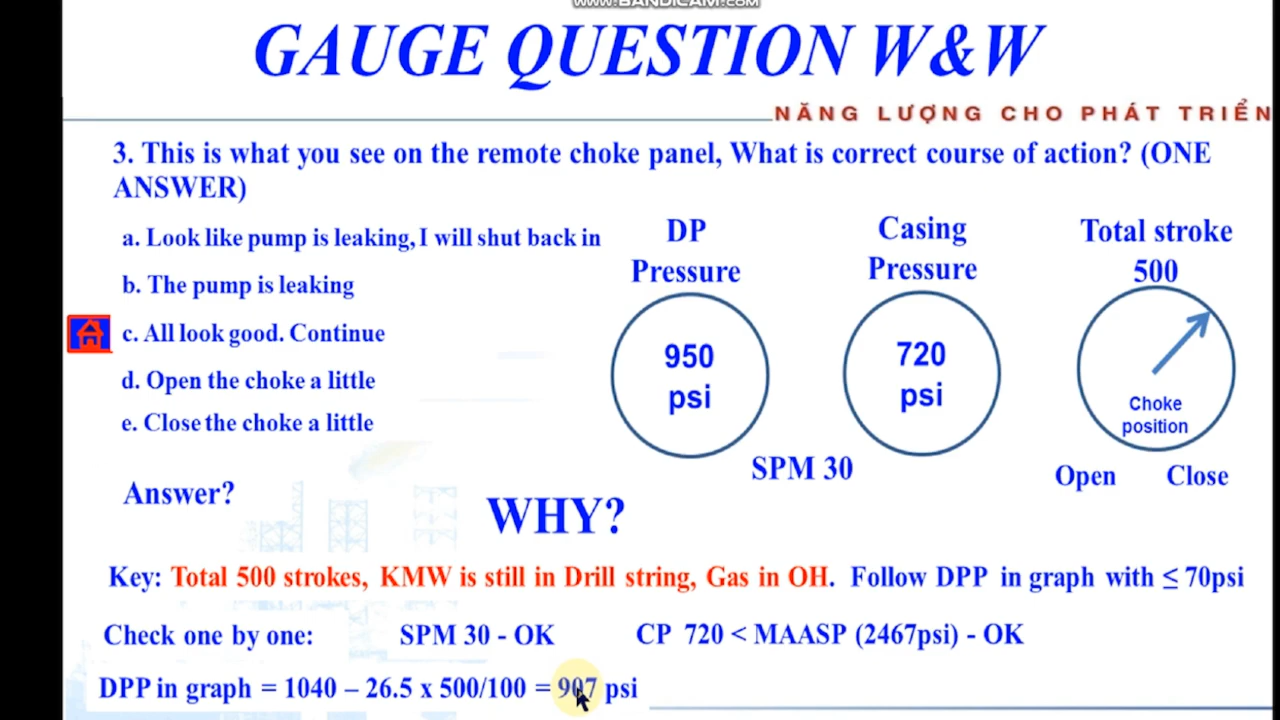 www.BANDICAM.com
GAUGE QUESTION W&W
NĂNG LƯỢNG CHO PHÁT TRIỂN
3. This is what you see on the remote choke panel, What is correct course of action? (ONE
ANSWER)
a. Look like pump is leaking, I will shut back in
b. The pump is leaking
c. All look good. Continue
d. Open the choke a little
e. Close the choke a little
DP
Pressure
950
psi
Casing
Pressure
720
psi
Total stroke
500
Choke
position
Open Close
SPM 30
Answer?
WHY?
Key: Total 500 strokes, KMW is still in Drill string, Gas in OH. Follow DPP in graph with ≤ 70psi
Check one by one: SPM 30 - OK CP 720 < MAASP (2467psi) - OK
DPP in graph = 1040 – 26.5 x 500/100 = 907 psi